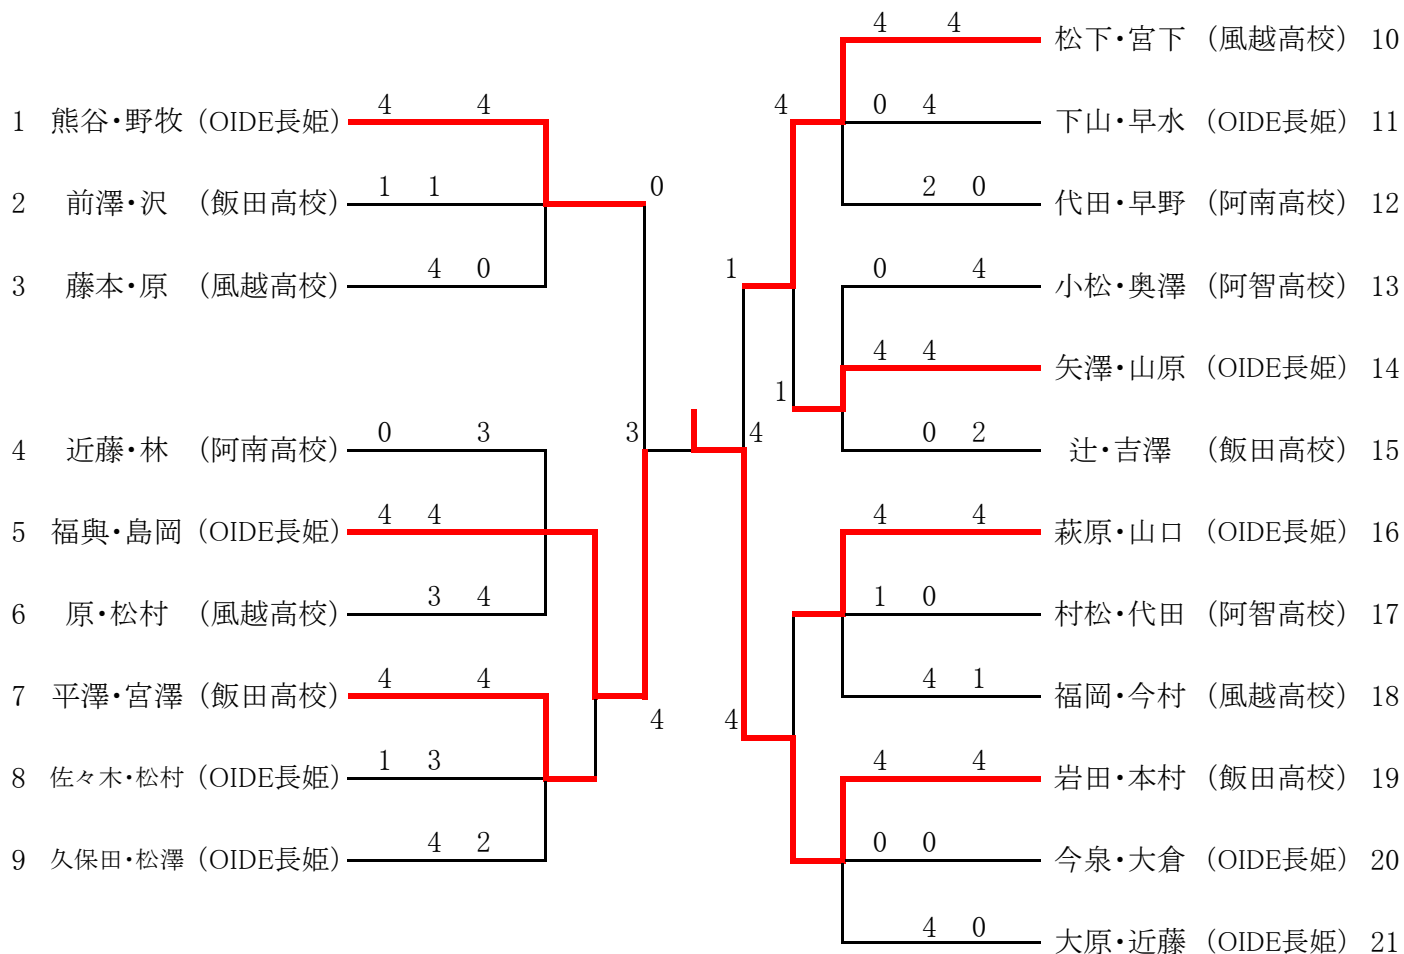 4 4
松下・宮下 (風越高校) 10
1 熊谷・野牧 (OIDE長姫) 4 4
4
0 4
下山・早水 (OIDE長姫) 11
2 前澤・沢 (飯田高校) 1 1
0
2 0
代田・早野 (阿南高校) 12
3 藤本・原 (風越高校) 4 0
1
0 4
小松・奥澤 (阿智高校) 13
4 4
矢澤・山原 (OIDE長姫) 14
1
4 近藤・林 (阿南高校) 0 3
3 4
0 2
辻・吉澤 (飯田高校) 15
5 福與・島岡 (OIDE長姫) 4 4
4 4
萩原・山口 (OIDE長姫) 16
6 原・松村 (風越高校) 3 4
1 0
村松・代田 (阿智高校) 17
7 平澤・宮澤 (飯田高校) 4 4
4 4
4 1
福岡・今村 (風越高校) 18
8 佐々木・松村 (OIDE長姫) 1 3
4 4
岩田・本村 (飯田高校) 19
9 久保田・松澤 (OIDE長姫) 4 2
0 0
今泉・大倉 (OIDE長姫) 20
4 0
大原・近藤 (OIDE長姫) 21